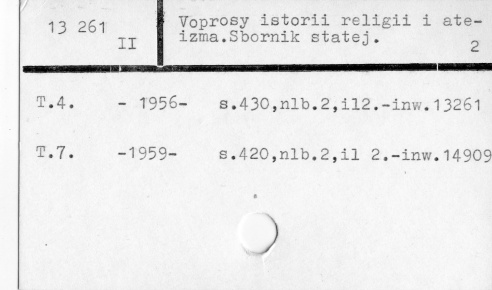 13 261
II
Voprosy istorii religii i ate-
izma.Sbornik statej.
2
T.4. - 1956- s.430,nlb.2,il2.-inw.13261
T.7. -1959- s.420,nlb.2,il 2.-inw.14909